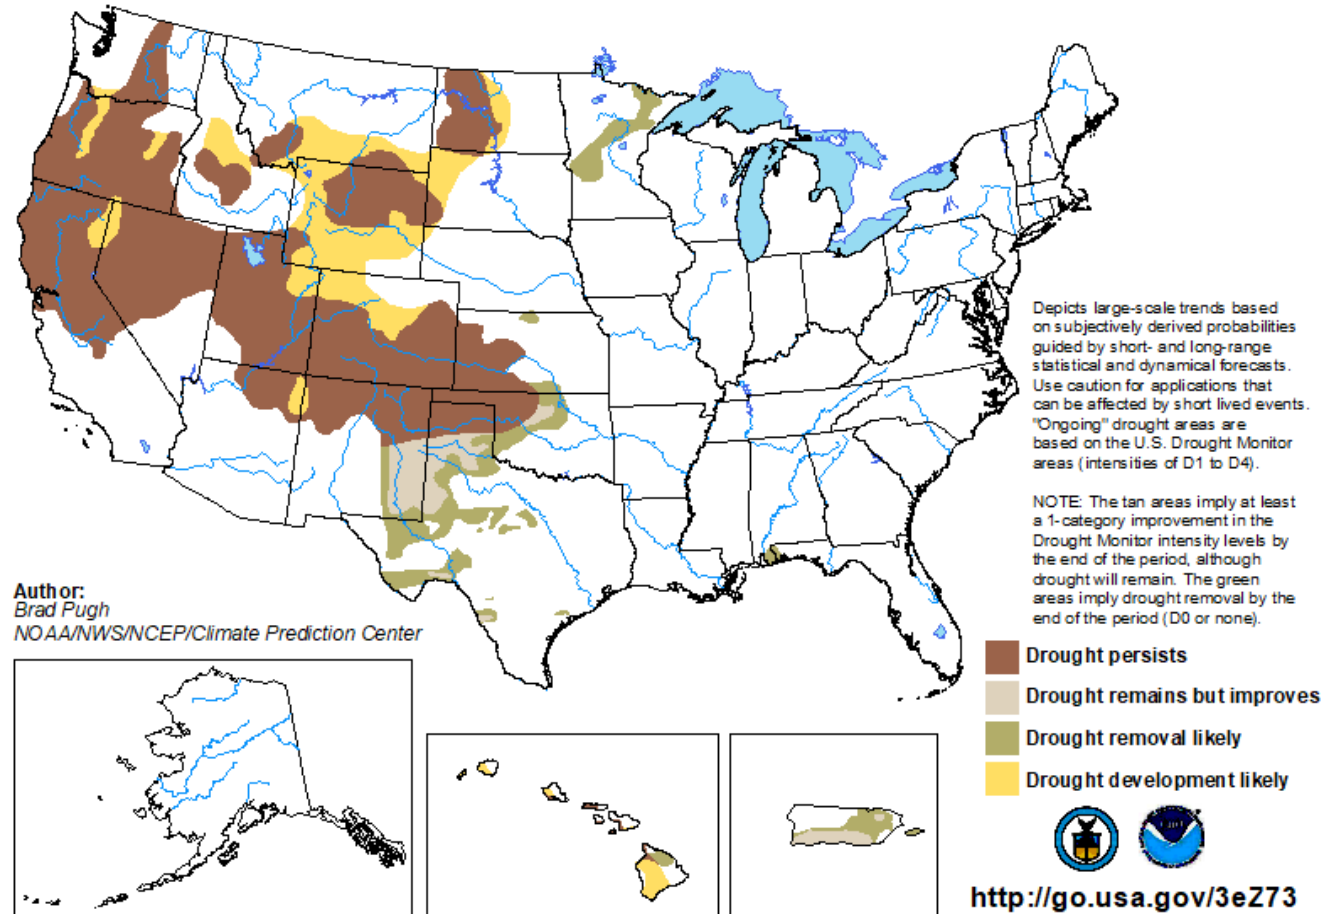 Depicts large-scale trends based
on subjectively derived probabilities
guided by short- and long-range
statistical and dynamical forecasts.
Use caution for applications that
can be affected by short lived events.
"Ongoing" drought areas are
based on the U.S. Drought Monitor
areas (intensities of D1 to D4).
NOTE: The tan areas imply at least
a 1-category improvement in the
Drought Monitor intensity levels by
the end of the period, although
drought will remain. The green
areas imply drought removal by the
end of the period (D0 or none).
Author:
Brad Pugh
NOAA/NWS/NCEP/Climate Prediction Center
Drought persists
Drought remains but improves
Drought removal likely
Drought development likely
http://go.usa.gov/3eZ73